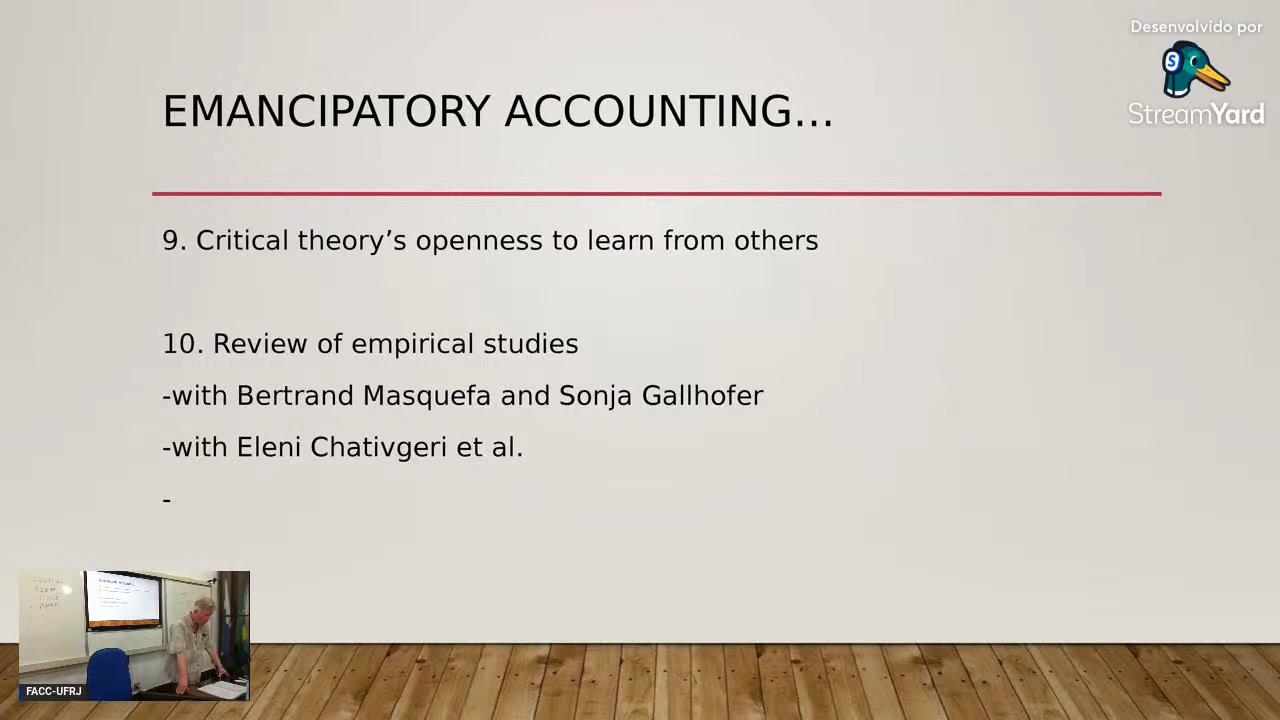 Desenvolvido por
StreamYard
EMANCIPATORY ACCOUNTING...
9. Critical theory’s openness to learn from others
10. Review of empirical studies
-with Bertrand Masquefa and Sonja Gallhofer
-with Eleni Chativgeri et al.
-
FACC-UFRJ